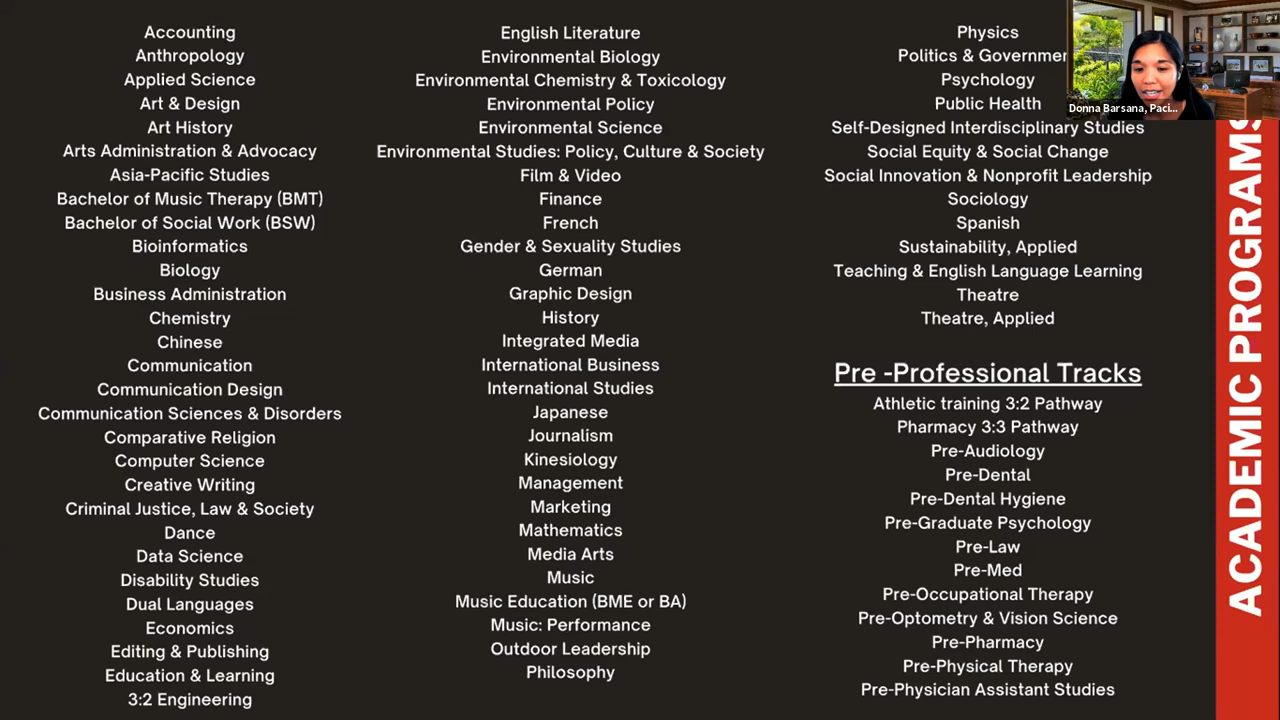 Accounting
Anthropology
Applied Science
Art & Design
Art History
Arts Administration & Advocacy
Asia-Pacific Studies
Bachelor of Music Therapy (BMT)
Bachelor of Social Work (BSW)
Bioinformatics
Biology
Business Administration
Chemistry
Chinese
Communication
Communication Design
Communication Sciences & Disorders
Comparative Religion
Computer Science
Creative Writing
Criminal Justice, Law & Society
Dance
Data Science
Disability Studies
Dual Languages
Economics
Editing & Publishing
Education & Learning
3:2 Engineering
English Literature
Environmental Biology
Environmental Chemistry & Toxicology
Environmental Policy
Environmental Science
Environmental Studies: Policy, Culture & Society
Film & Video
Finance
French
Gender & Sexuality Studies
German
Graphic Design
History
Integrated Media
International Business
International Studies
Japanese
Journalism
Kinesiology
Management
Marketing
Mathematics
Media Arts
Music
Music Education (BME or BA)
Music: Performance
Outdoor Leadership
Philosophy
Physics
Politics & Governmen
Psychology
Public Health
Self-Designed Interdisciplinary Studies
Social Equity & Social Change
Social Innovation & Nonprofit Leadership
Sociology
Spanish
Sustainability, Applied
Teaching & English Language Learning
Theatre
Theatre, Applied
Pre -Professional Tracks
Athletic training 3:2 Pathway
Pharmacy 3:3 Pathway
Pre-Audiology
Pre-Dental
Pre-Dental Hygiene
Pre-Graduate Psychology
Pre-Law
Pre-Med
Pre-Occupational Therapy
Pre-Optometry & Vision Science
Pre-Pharmacy
Pre-Physical Therapy
Pre-Physician Assistant Studies
Donna Barsana, Paci...
ACADEMIC PROGRAMS